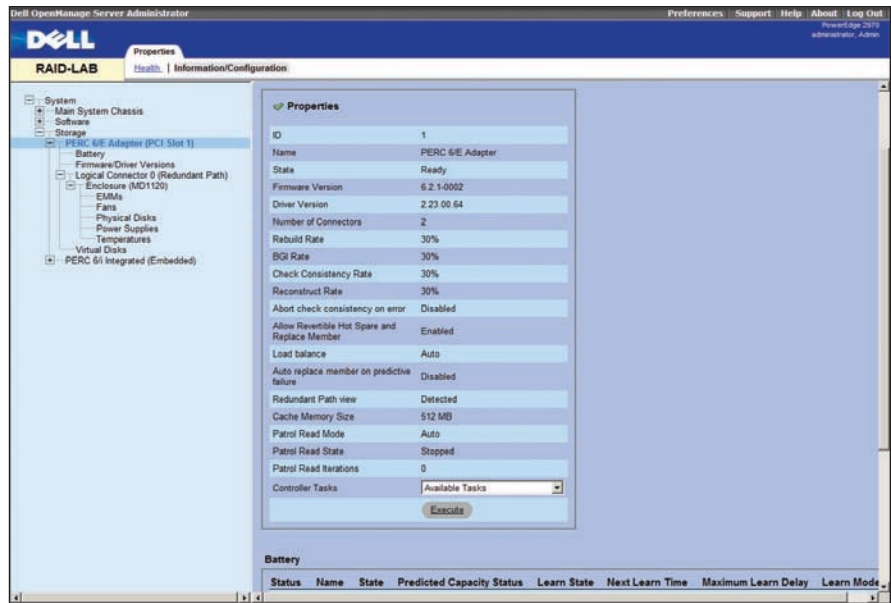 Dell OpenManage Server Administrator
Preferences Support Help About Log Out
PowerEdge 2970
administrator, Admin
DELL
Properties
RAID-LAB
Health | Information/Configuration
System
Main System Chassis
Software
Storage
PERC 6/E Adapter (PCI Slot 1)
Battery
Firmware/Driver Versions
Logical Connector 0 (Redundant Path)
Enclosure (MD1120)
EMMs
Fans
Physical Disks
Power Supplies
Temperatures
Virtual Disks
PERC 6/i Integrated (Embedded)
Properties
ID 1
Name PERC 6/E Adapter
State Ready
Firmware Version 6.2.1-0002
Driver Version 2.23.00.64
Number of Connectors 2
Rebuild Rate 30%
BGI Rate 30%
Check Consistency Rate 30%
Reconstruct Rate 30%
Abort check consistency on error Disabled
Allow Revertible Hot Spare and
Replace Member Enabled
Load balance Auto
Auto replace member on predictive
failure Disabled
Redundant Path view Detected
Cache Memory Size 512 MB
Patrol Read Mode Auto
Patrol Read State Stopped
Patrol Read Iterations 0
Controller Tasks Available Tasks
Execute
Battery
Status Name State Predicted Capacity Status Learn State Next Learn Time Maximum Learn Delay Learn Mode